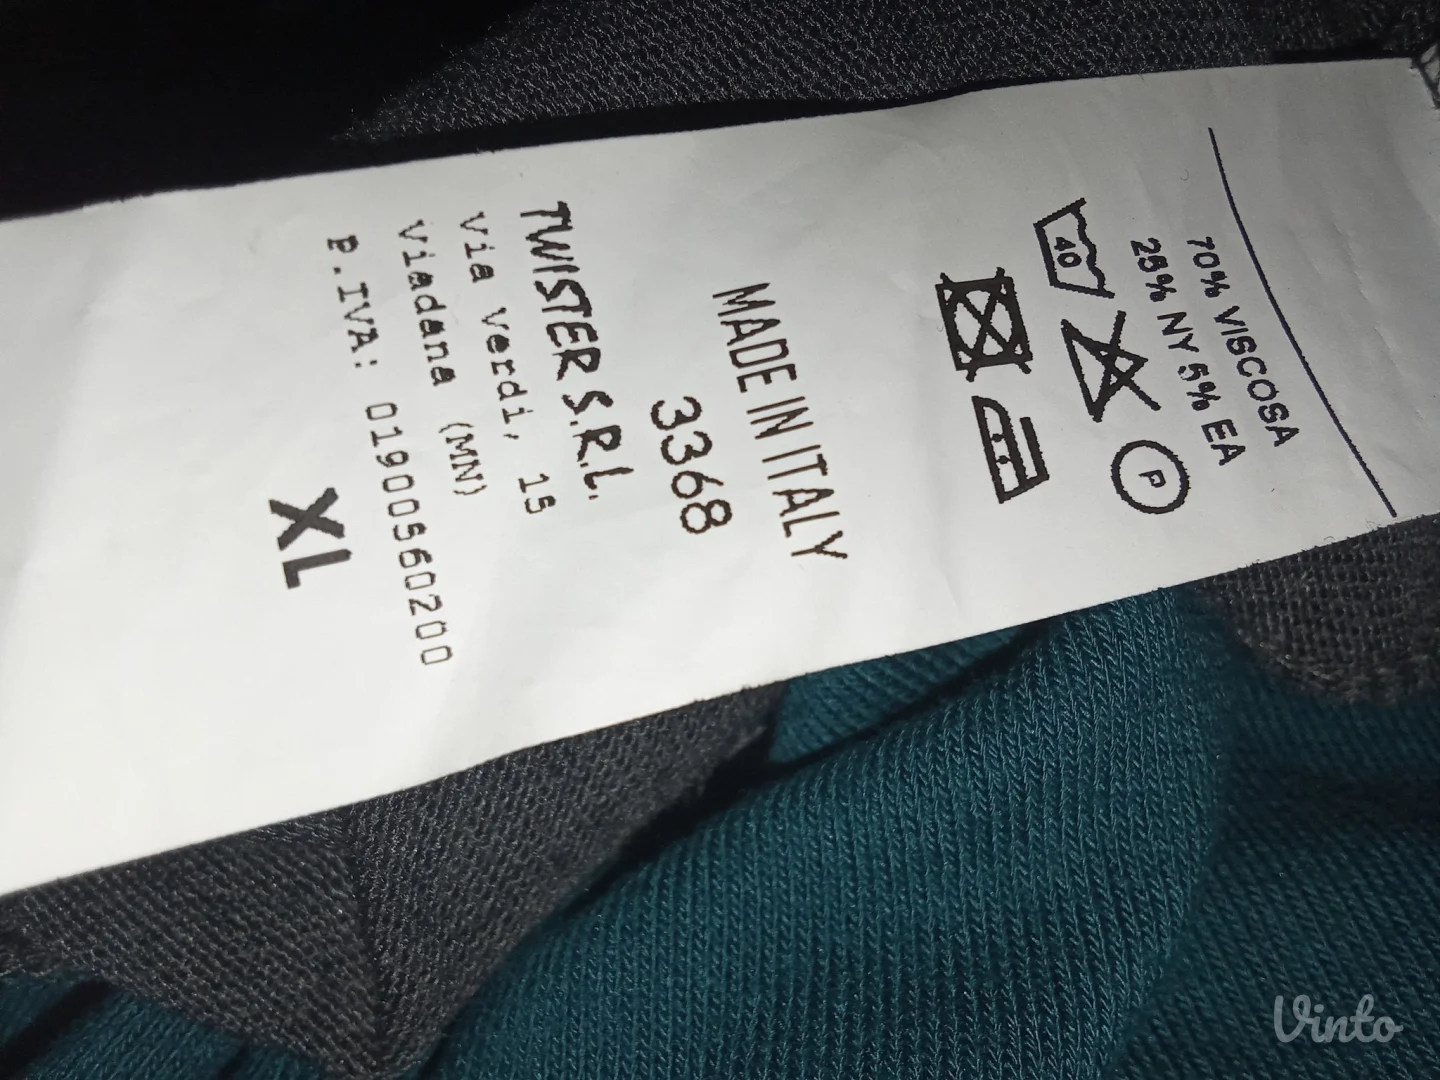 70% VISCOSA
25% NY 5% EA
40
P
MADE IN ITALY
3368
TWISTER S.R.L.
Via Verdi, 15
Viadana (MN)
P.IVA: 01900560200
XL
Vinto